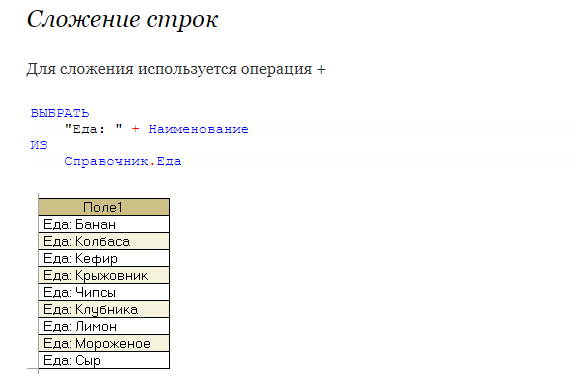 Сложение строк
Для сложения используется операция +
ВЫБРАТЬ
"Еда: " + Наименование
ИЗ
Справочник.Еда
Поле1
Еда: Банан
Еда: Колбаса
Еда: Кефир
Еда: Крыжовник
Еда: Чипсы
Еда: Клубника
Еда: Лимон
Еда: Мороженое
Еда: Сыр